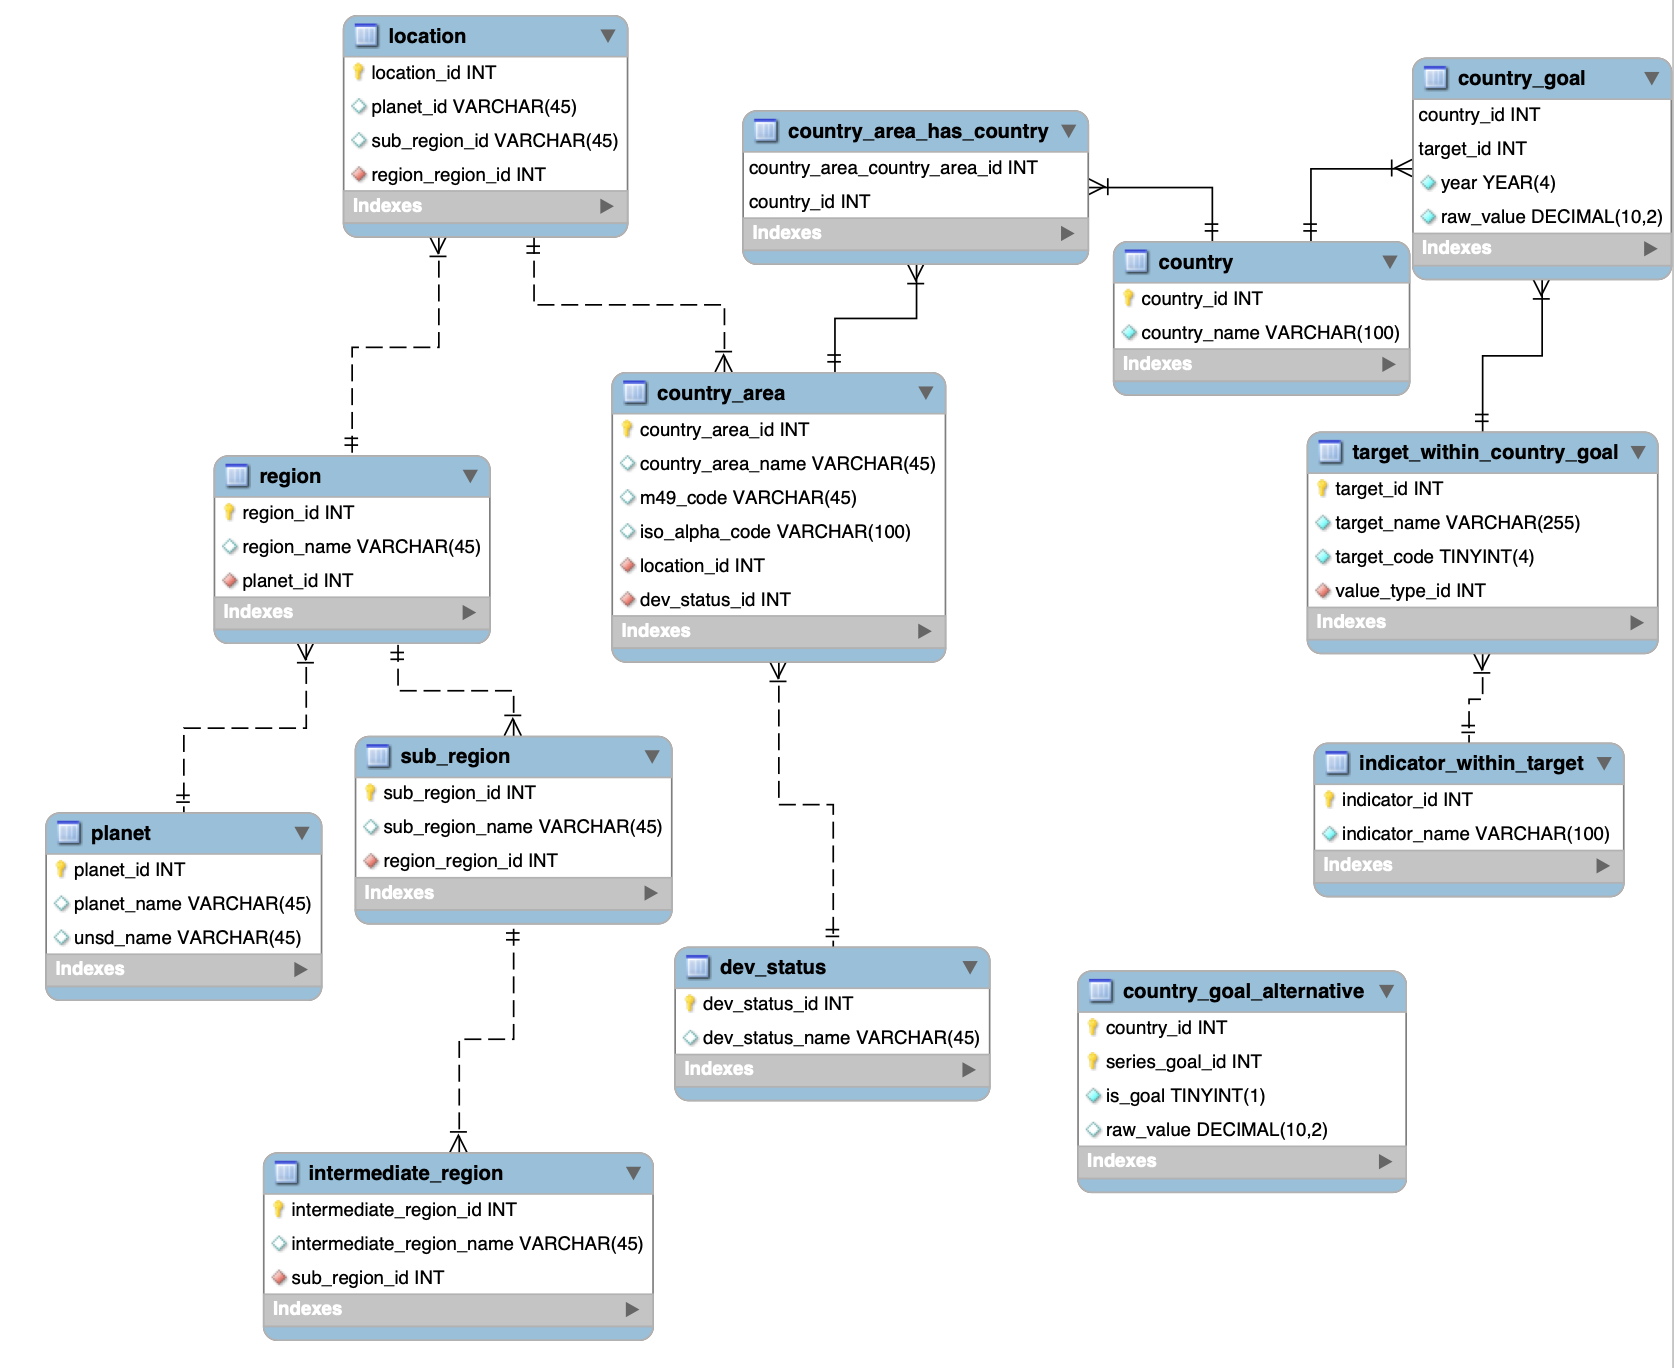 location
location_id INT
planet_id VARCHAR(45)
sub_region_id VARCHAR(45)
region_region_id INT
Indexes
country_area_has_country
country_area_country_area_id INT
country_id INT
Indexes
country_goal
country_id INT
target_id INT
year YEAR(4)
raw_value DECIMAL(10,2)
Indexes
country
country_id INT
country_name VARCHAR(100)
Indexes
country_area
country_area_id INT
country_area_name VARCHAR(45)
m49_code VARCHAR(45)
iso_alpha_code VARCHAR(100)
location_id INT
dev_status_id INT
Indexes
region
region_id INT
region_name VARCHAR(45)
planet_id INT
Indexes
target_within_country_goal
target_id INT
target_name VARCHAR(255)
target_code TINYINT(4)
value_type_id INT
Indexes
sub_region
sub_region_id INT
sub_region_name VARCHAR(45)
region_region_id INT
Indexes
indicator_within_target
indicator_id INT
indicator_name VARCHAR(100)
Indexes
planet
planet_id INT
planet_name VARCHAR(45)
unsd_name VARCHAR(45)
Indexes
dev_status
dev_status_id INT
dev_status_name VARCHAR(45)
Indexes
country_goal_alternative
country_id INT
series_goal_id INT
is_goal TINYINT(1)
raw_value DECIMAL(10,2)
Indexes
intermediate_region
intermediate_region_id INT
intermediate_region_name VARCHAR(45)
sub_region_id INT
Indexes